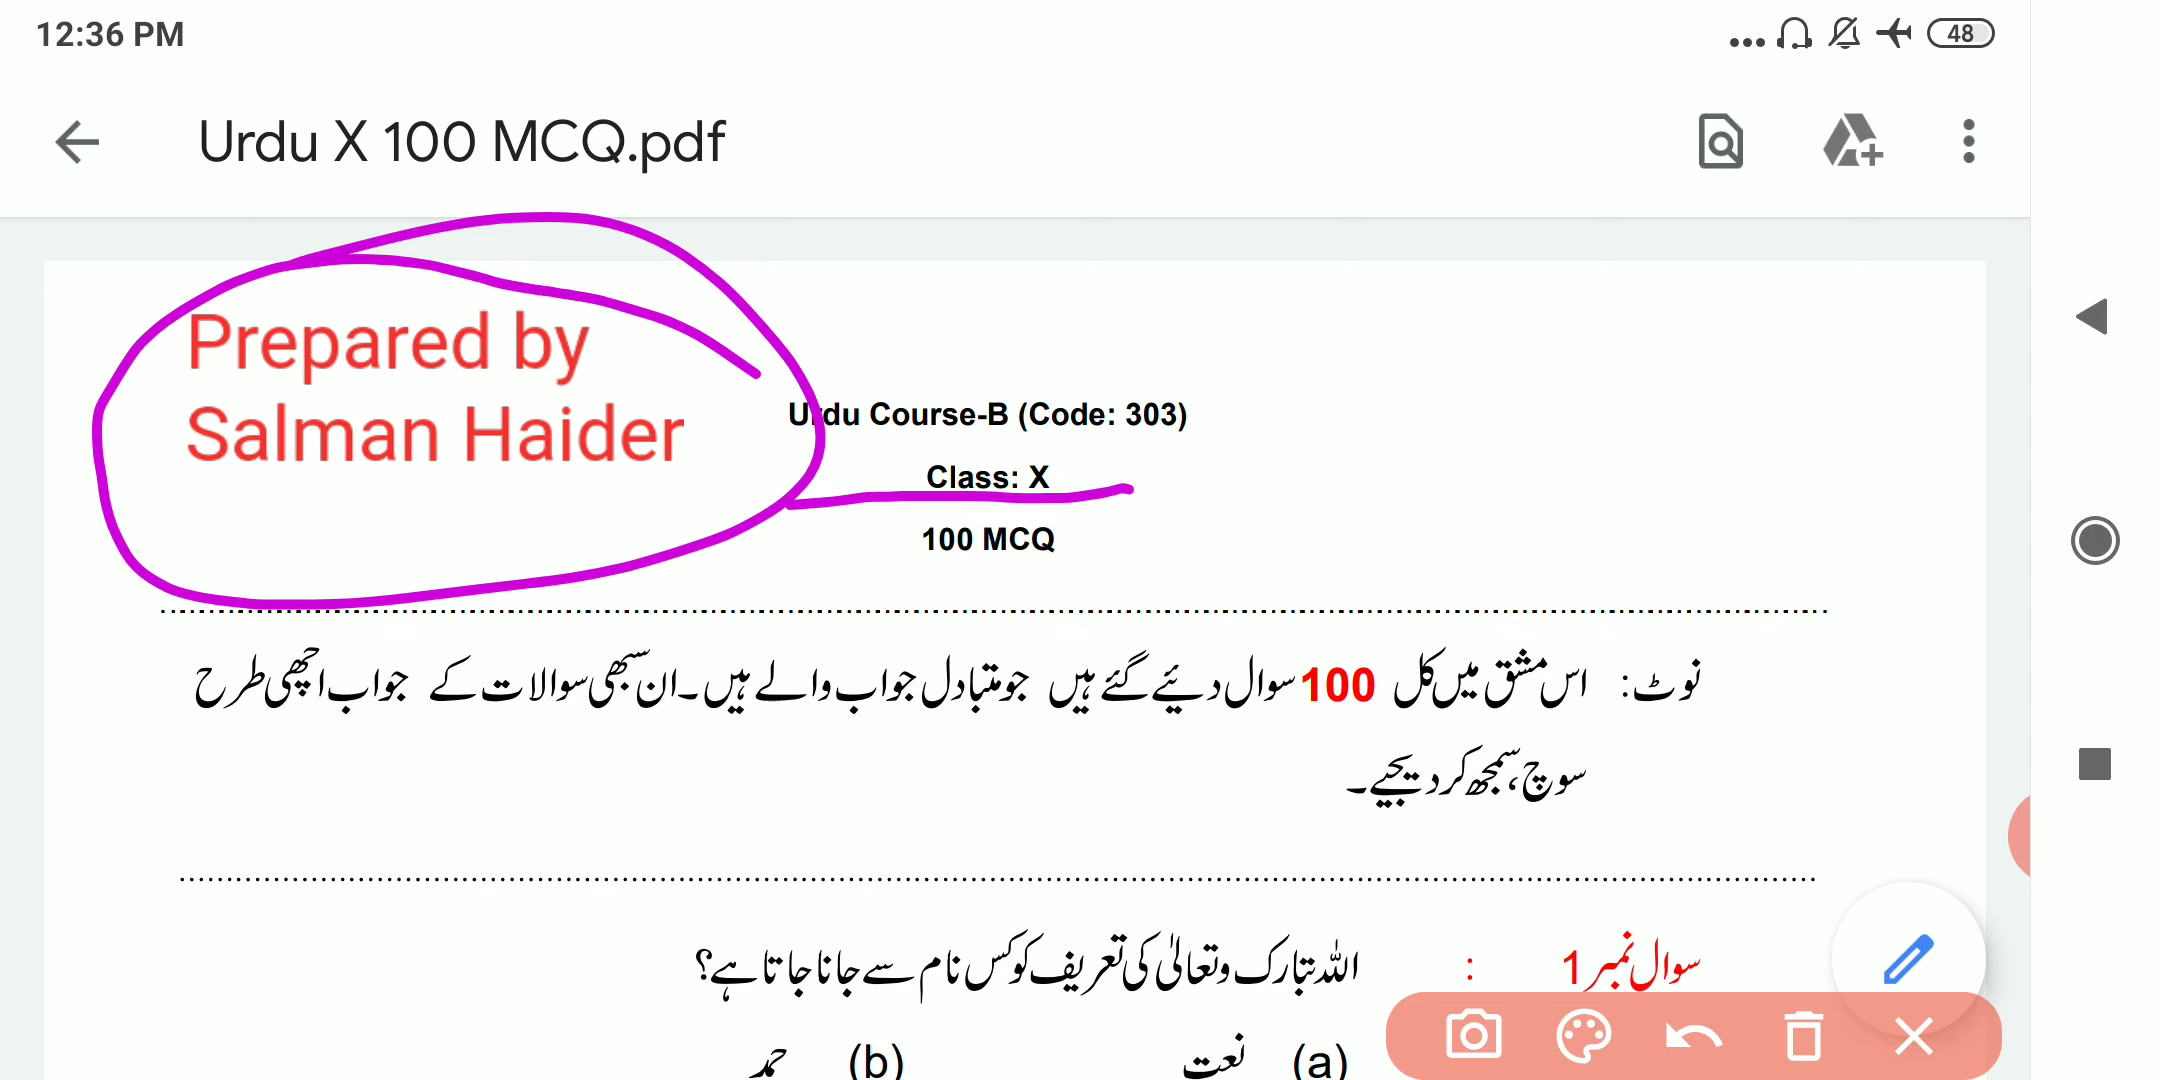 12:36 PM
48
Urdu X 100 MCQ.pdf
Prepared by
Salman Haider
Urdu Course-B (Code: 303)
Class: X
100 MCQ
نوٹ: اس مشق میں کل 100 سوال دیئے گئے ہیں جو متبادل جواب والے ہیں۔ ان سبھی سوالات کے جواب اچھی طرح
سوچ، سمجھ کر دیجیے۔
سوال نمبر 1 : اللہ تبارک و تعالیٰ کی تعریف کو کس نام سے جانا جاتا ہے؟
(a) نعت (b) حمد